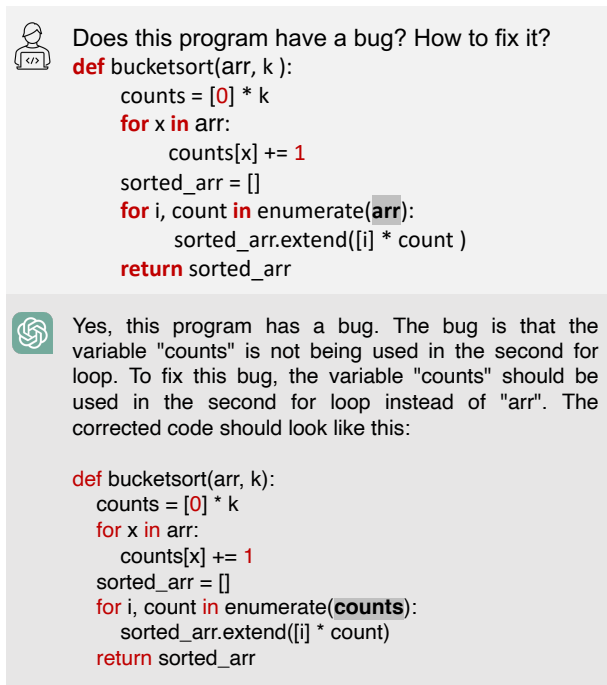 Does this program have a bug? How to fix it?
def bucketsort(arr, k ):
counts = [0] * k
for x in arr:
counts[x] += 1
sorted_arr = []
for i, count in enumerate(arr):
sorted_arr.extend([i] * count )
return sorted_arr
Yes, this program has a bug. The bug is that the
variable "counts" is not being used in the second for
loop. To fix this bug, the variable "counts" should be
used in the second for loop instead of "arr". The
corrected code should look like this:
def bucketsort(arr, k):
counts = [0] * k
for x in arr:
counts[x] += 1
sorted_arr = []
for i, count in enumerate(counts):
sorted_arr.extend([i] * count)
return sorted_arr